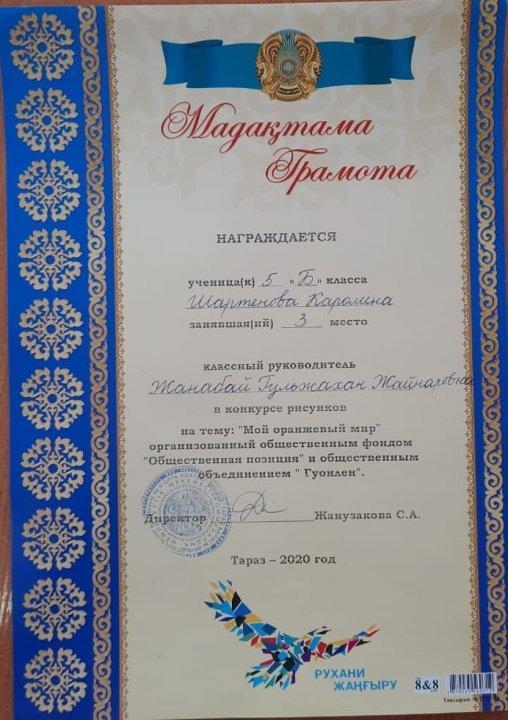 Мадақтама
Грамота
НАГРАЖДАЕТСЯ
ученица(к) 5 «Б» класса
Шартенова Каролина
занявшая(ий) 3 место
классный руководитель
Жанабай Гульжахан Жайнаровна
в конкурсе рисунков
на тему: "Мой оранжевый мир"
организованный общественным фондом
"Общественная позиция" и общественным
объединением " Гуонлен".
Директор Жанузакова С.А.
Тараз – 2020 год
РУХАНИ
ЖАҢҒЫРУ
8&8